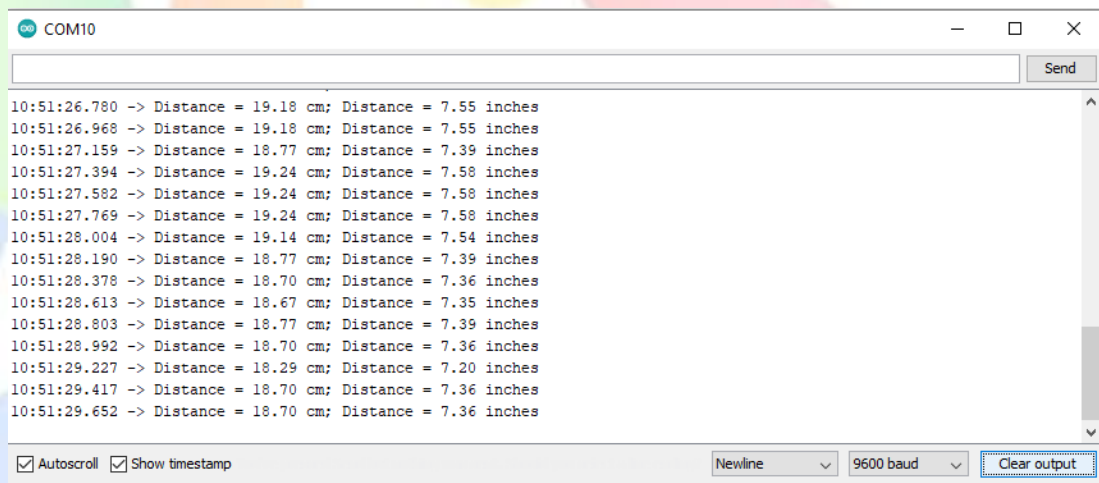 COM10
Send
10:51:26.780 -> Distance = 19.18 cm; Distance = 7.55 inches
10:51:26.968 -> Distance = 19.18 cm; Distance = 7.55 inches
10:51:27.159 -> Distance = 18.77 cm; Distance = 7.39 inches
10:51:27.394 -> Distance = 19.24 cm; Distance = 7.58 inches
10:51:27.582 -> Distance = 19.24 cm; Distance = 7.58 inches
10:51:27.769 -> Distance = 19.24 cm; Distance = 7.58 inches
10:51:28.004 -> Distance = 19.14 cm; Distance = 7.54 inches
10:51:28.190 -> Distance = 18.77 cm; Distance = 7.39 inches
10:51:28.378 -> Distance = 18.70 cm; Distance = 7.36 inches
10:51:28.613 -> Distance = 18.67 cm; Distance = 7.35 inches
10:51:28.803 -> Distance = 18.77 cm; Distance = 7.39 inches
10:51:28.992 -> Distance = 18.70 cm; Distance = 7.36 inches
10:51:29.227 -> Distance = 18.29 cm; Distance = 7.20 inches
10:51:29.417 -> Distance = 18.70 cm; Distance = 7.36 inches
10:51:29.652 -> Distance = 18.70 cm; Distance = 7.36 inches
Autoscroll Show timestamp Newline 9600 baud Clear output